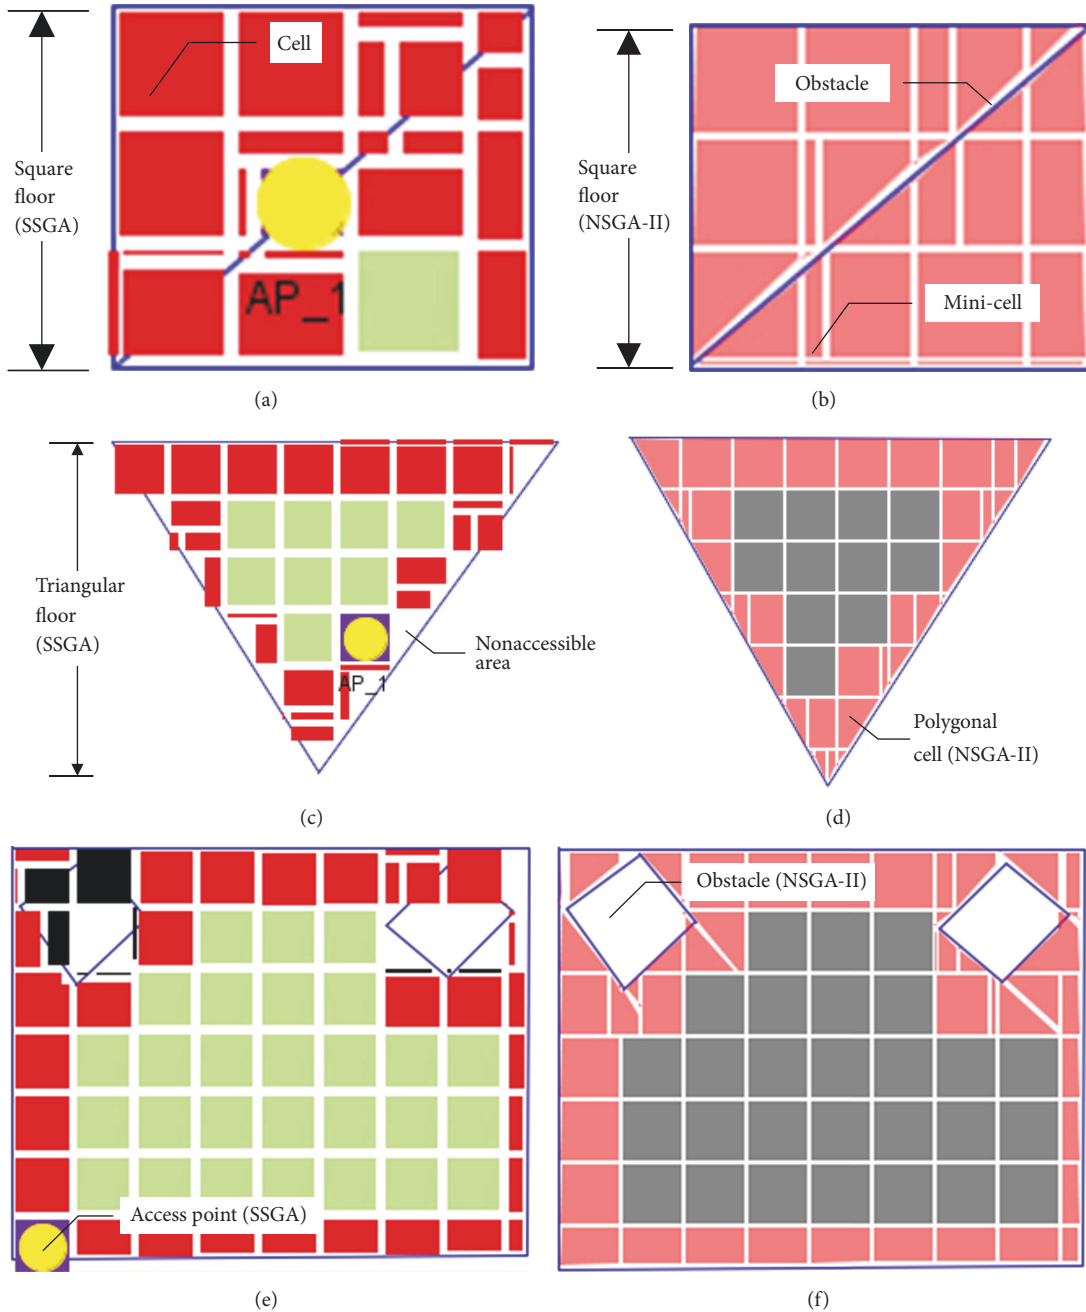 Cell
Square
floor
(SSGA)
AP_1
(a)
Obstacle
Square
floor
(NSGA-II)
Mini-cell
(b)
Triangular
floor
(SSGA)
Nonaccessible
area
AP_1
(c)
Polygonal
cell (NSGA-II)
(d)
Access point (SSGA)
(e)
Obstacle (NSGA-II)
(f)